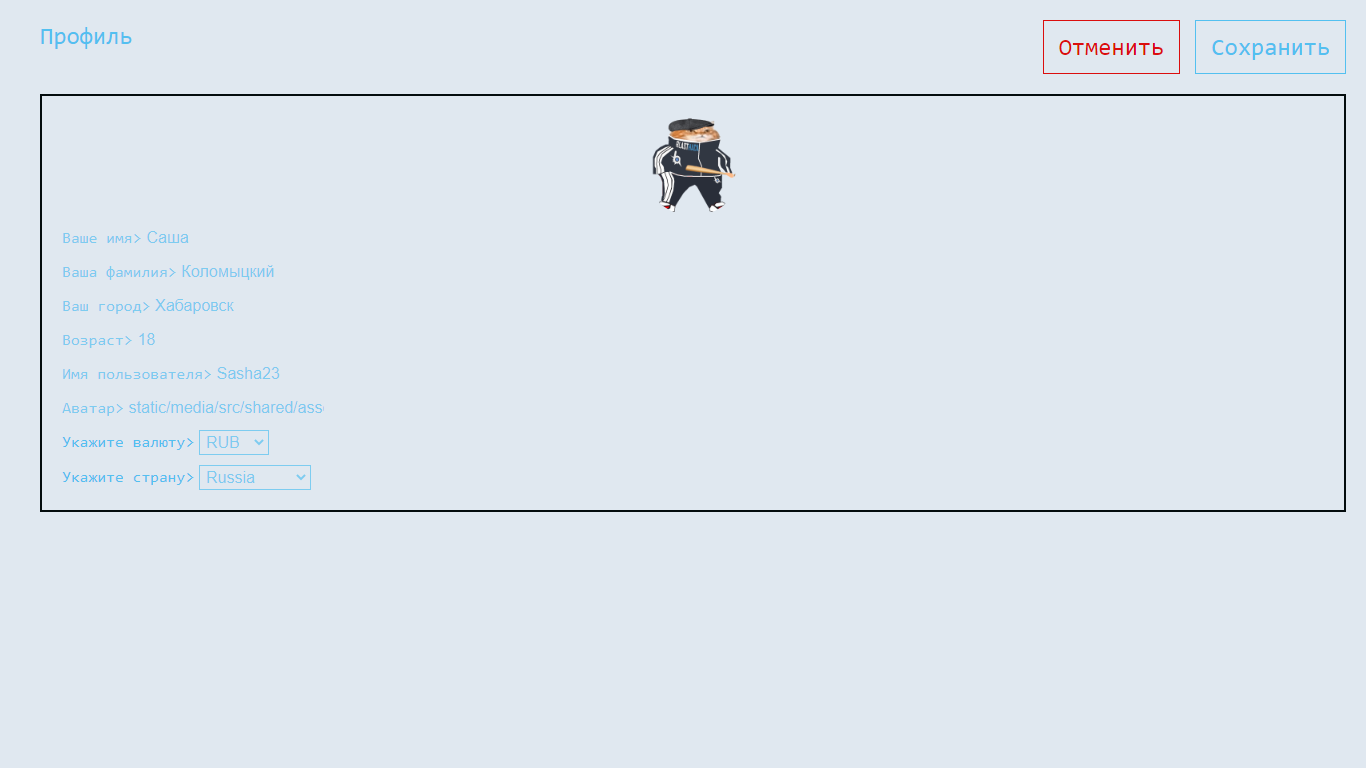 Профиль
Отменить
Сохранить
Ваше имя> Саша
Ваша фамилия> Коломыцкий
Ваш город> Хабаровск
Возраст> 18
Имя пользователя> Sasha23
Аватар> static/media/src/shared/ass
Укажите валюту> RUB
Укажите страну> Russia